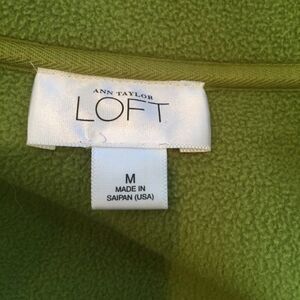 ANN TAYLOR
LOFT
M
MADE IN
SAIPAN (USA)